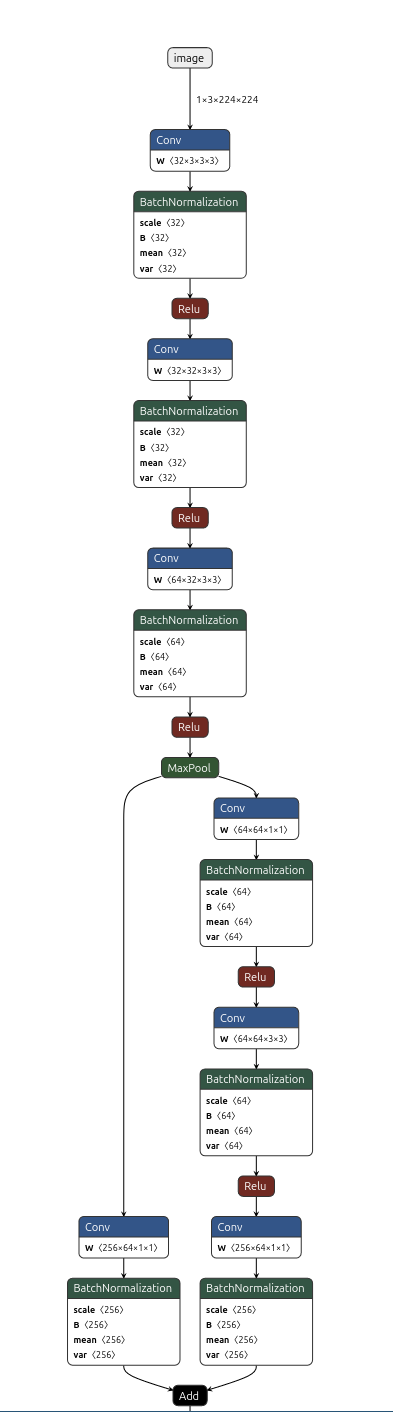 image
1×3×224×224
Conv
W ⟨32×3×3×3⟩
BatchNormalization
scale ⟨32⟩
B ⟨32⟩
mean ⟨32⟩
var ⟨32⟩
Relu
Conv
W ⟨32×32×3×3⟩
BatchNormalization
scale ⟨32⟩
B ⟨32⟩
mean ⟨32⟩
var ⟨32⟩
Relu
Conv
W ⟨64×32×3×3⟩
BatchNormalization
scale ⟨64⟩
B ⟨64⟩
mean ⟨64⟩
var ⟨64⟩
Relu
MaxPool
Conv
W ⟨64×64×1×1⟩
BatchNormalization
scale ⟨64⟩
B ⟨64⟩
mean ⟨64⟩
var ⟨64⟩
Relu
Conv
W ⟨64×64×3×3⟩
BatchNormalization
scale ⟨64⟩
B ⟨64⟩
mean ⟨64⟩
var ⟨64⟩
Relu
Conv
W ⟨256×64×1×1⟩
BatchNormalization
scale ⟨256⟩
B ⟨256⟩
mean ⟨256⟩
var ⟨256⟩
Conv
W ⟨256×64×1×1⟩
BatchNormalization
scale ⟨256⟩
B ⟨256⟩
mean ⟨256⟩
var ⟨256⟩
Add